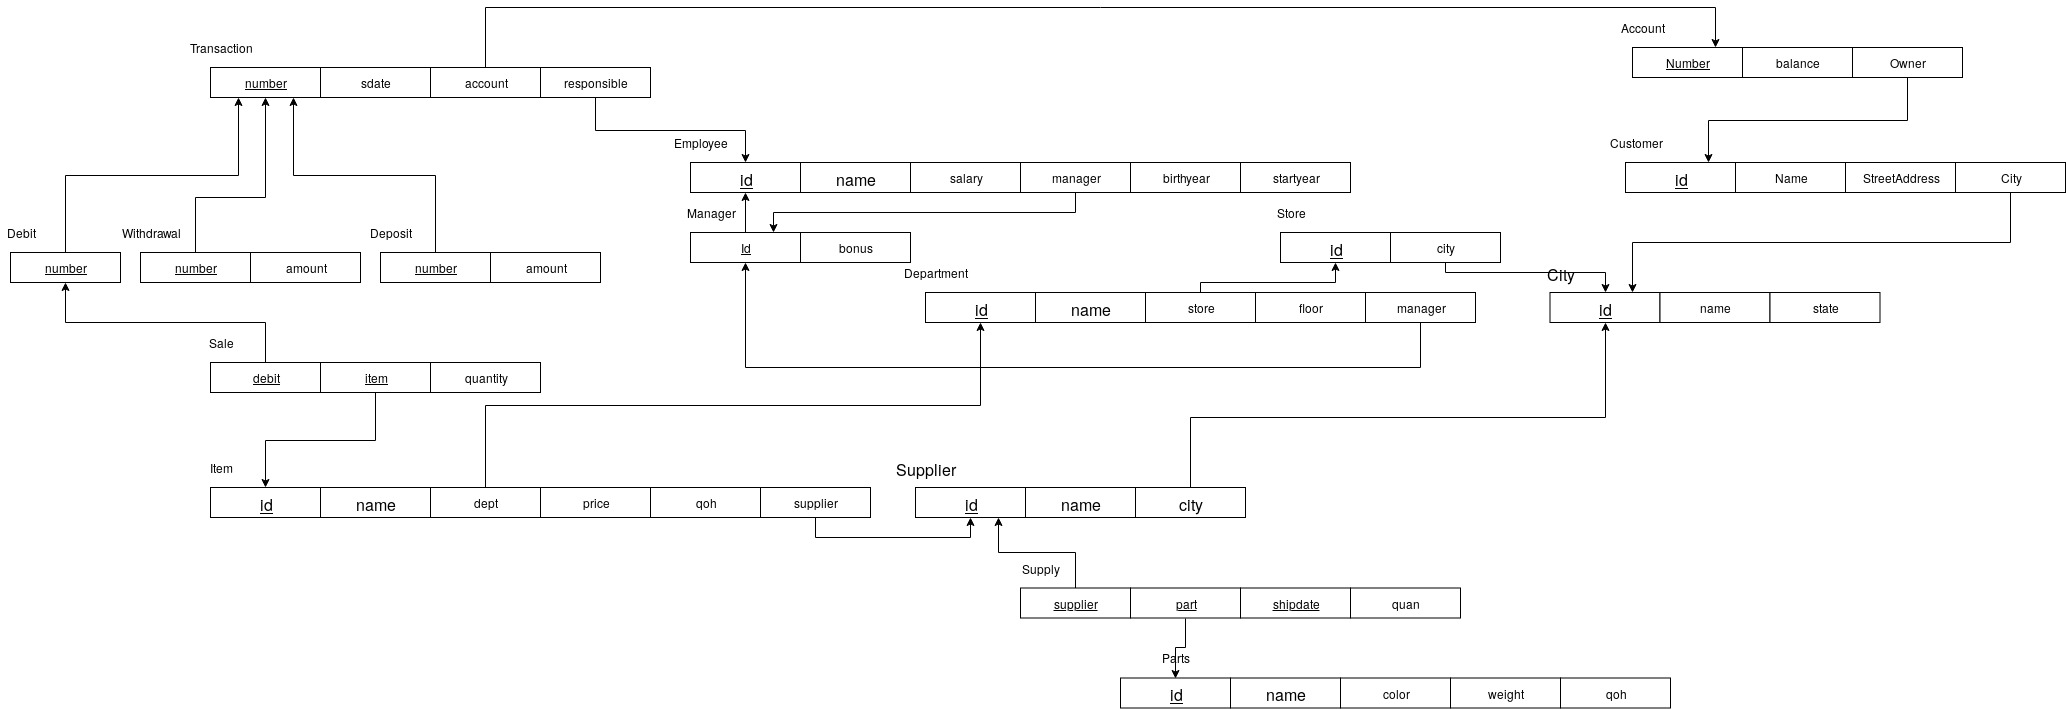 Transaction
number sdate account responsible
Account
Number balance Owner
Employee
id name salary manager birthyear startyear
Customer
id Name StreetAddress City
Manager
Id bonus
Store
id city
Debit
number
Withdrawal
number amount
Deposit
number amount
Department
id name store floor manager
City
id name state
Sale
debit item quantity
Item
id name dept price qoh supplier
Supplier
id name city
Supply
supplier part shipdate quan
Parts
id name color weight qoh